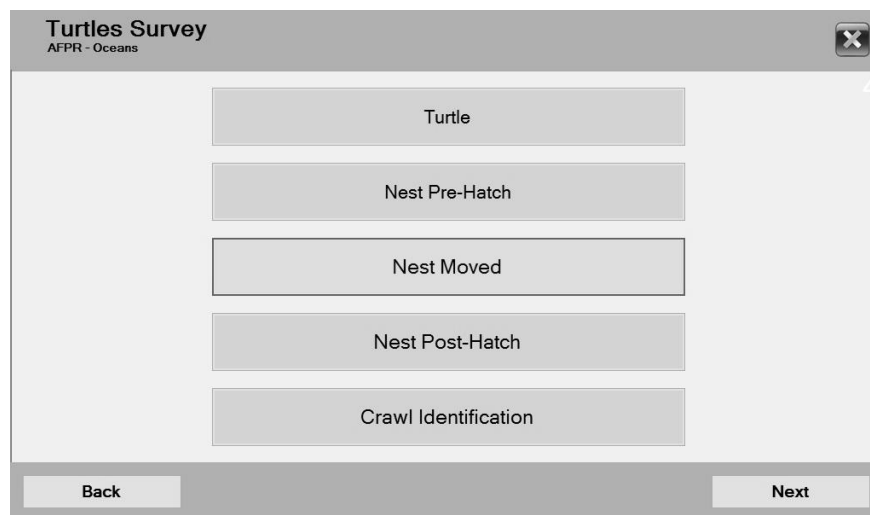 Turtles Survey
AFPR - Oceans
Turtle
Nest Pre-Hatch
Nest Moved
Nest Post-Hatch
Crawl Identification
Back
Next